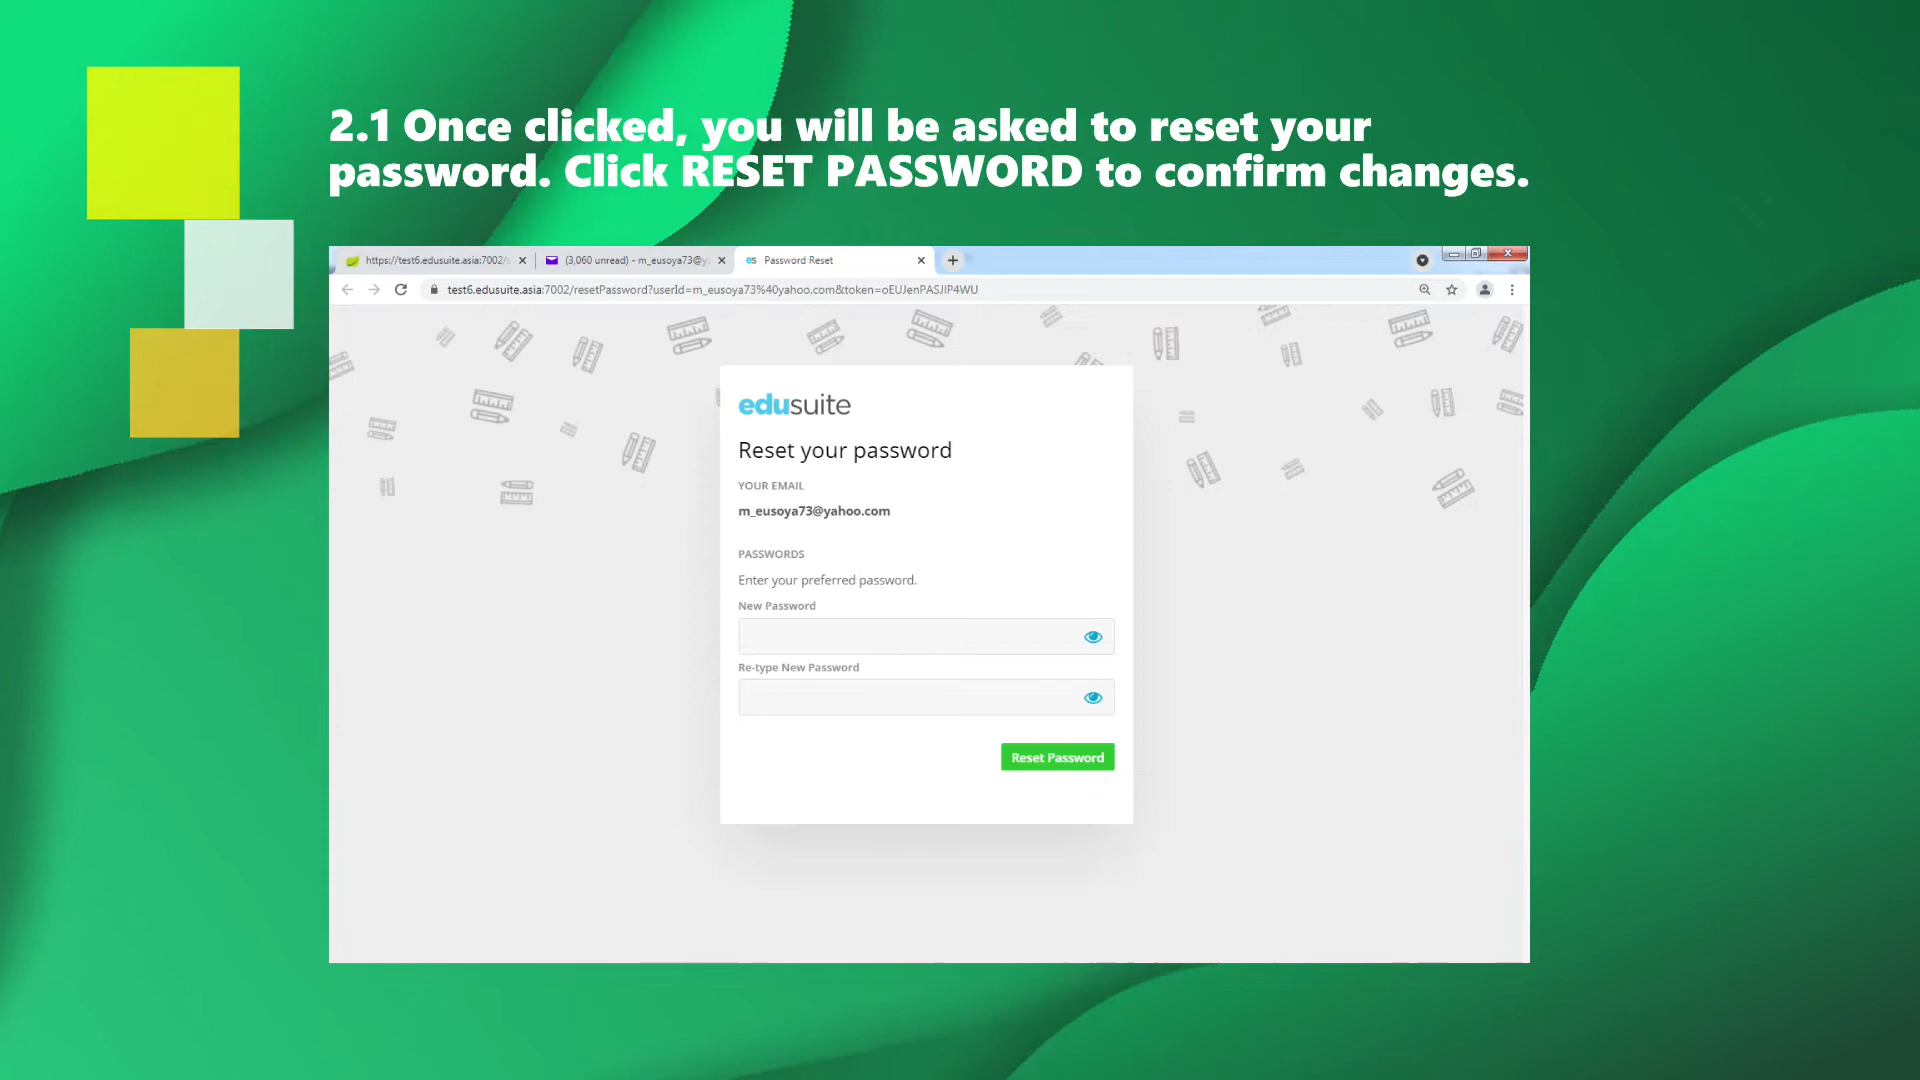 2.1 Once clicked, you will be asked to reset your
password. Click RESET PASSWORD to confirm changes.
https://test6.edusuite.asia:7002/
(3,060 unread) - m_eusoya73@y
es Password Reset
test6.edusuite.asia:7002/resetPassword?userId=m_eusoya73%40yahoo.com&token=oEUJenPASJIP4WU
edusuite
Reset your password
YOUR EMAIL
m_eusoya73@yahoo.com
PASSWORDS
Enter your preferred password.
New Password
Re-type New Password
Reset Password